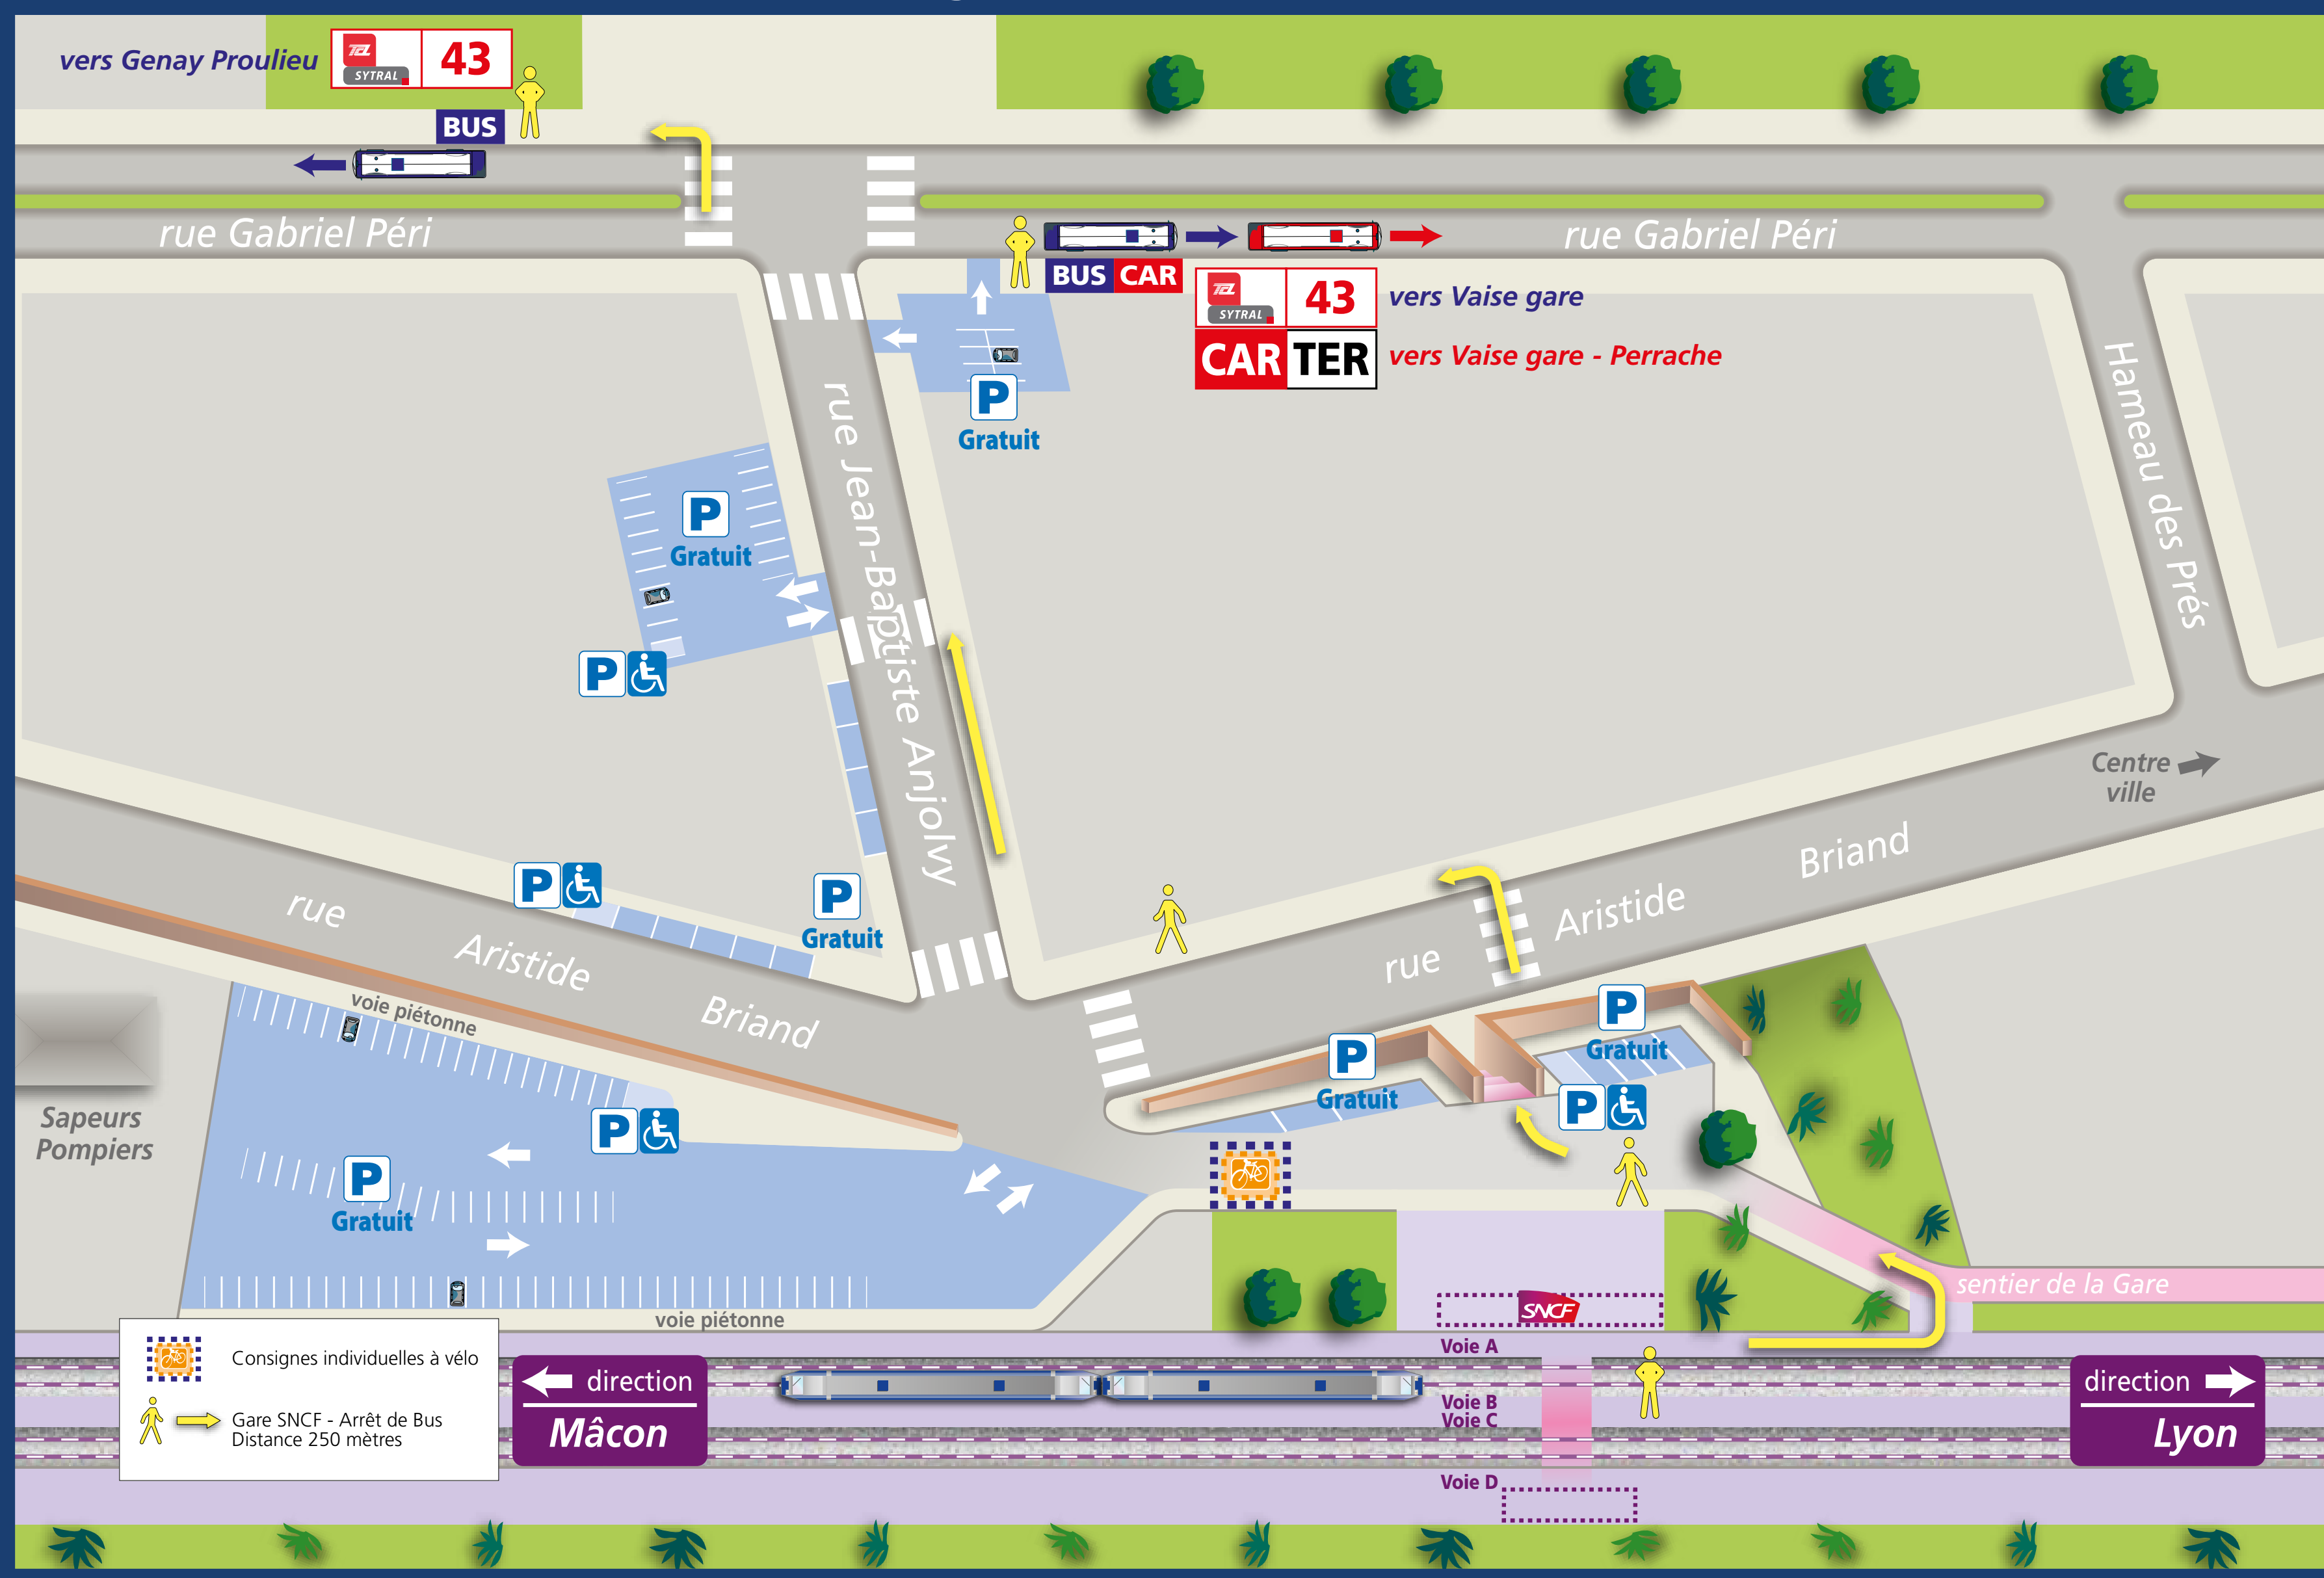 vers Genay Proulieu
TCL
SYTRAL
43
BUS
rue Gabriel Péri
rue Gabriel Péri
BUS CAR
TCL
SYTRAL
43
vers Vaise gare
CAR TER
vers Vaise gare - Perrache
P
Gratuit
rue Jean-Baptiste Anjolvy
Hameau des Prés
P
Gratuit
P
Centre
ville
P
P
Gratuit
rue Aristide Briand
rue Aristide Briand
voie piétonne
P
Gratuit
P
Gratuit
P
P
Sapeurs
Pompiers
P
Gratuit
sentier de la Gare
SNCF
voie piétonne
Voie A
Voie B
Voie C
Voie D
Consignes individuelles à vélo
Gare SNCF - Arrêt de Bus
Distance 250 mètres
direction
Mâcon
direction
Lyon